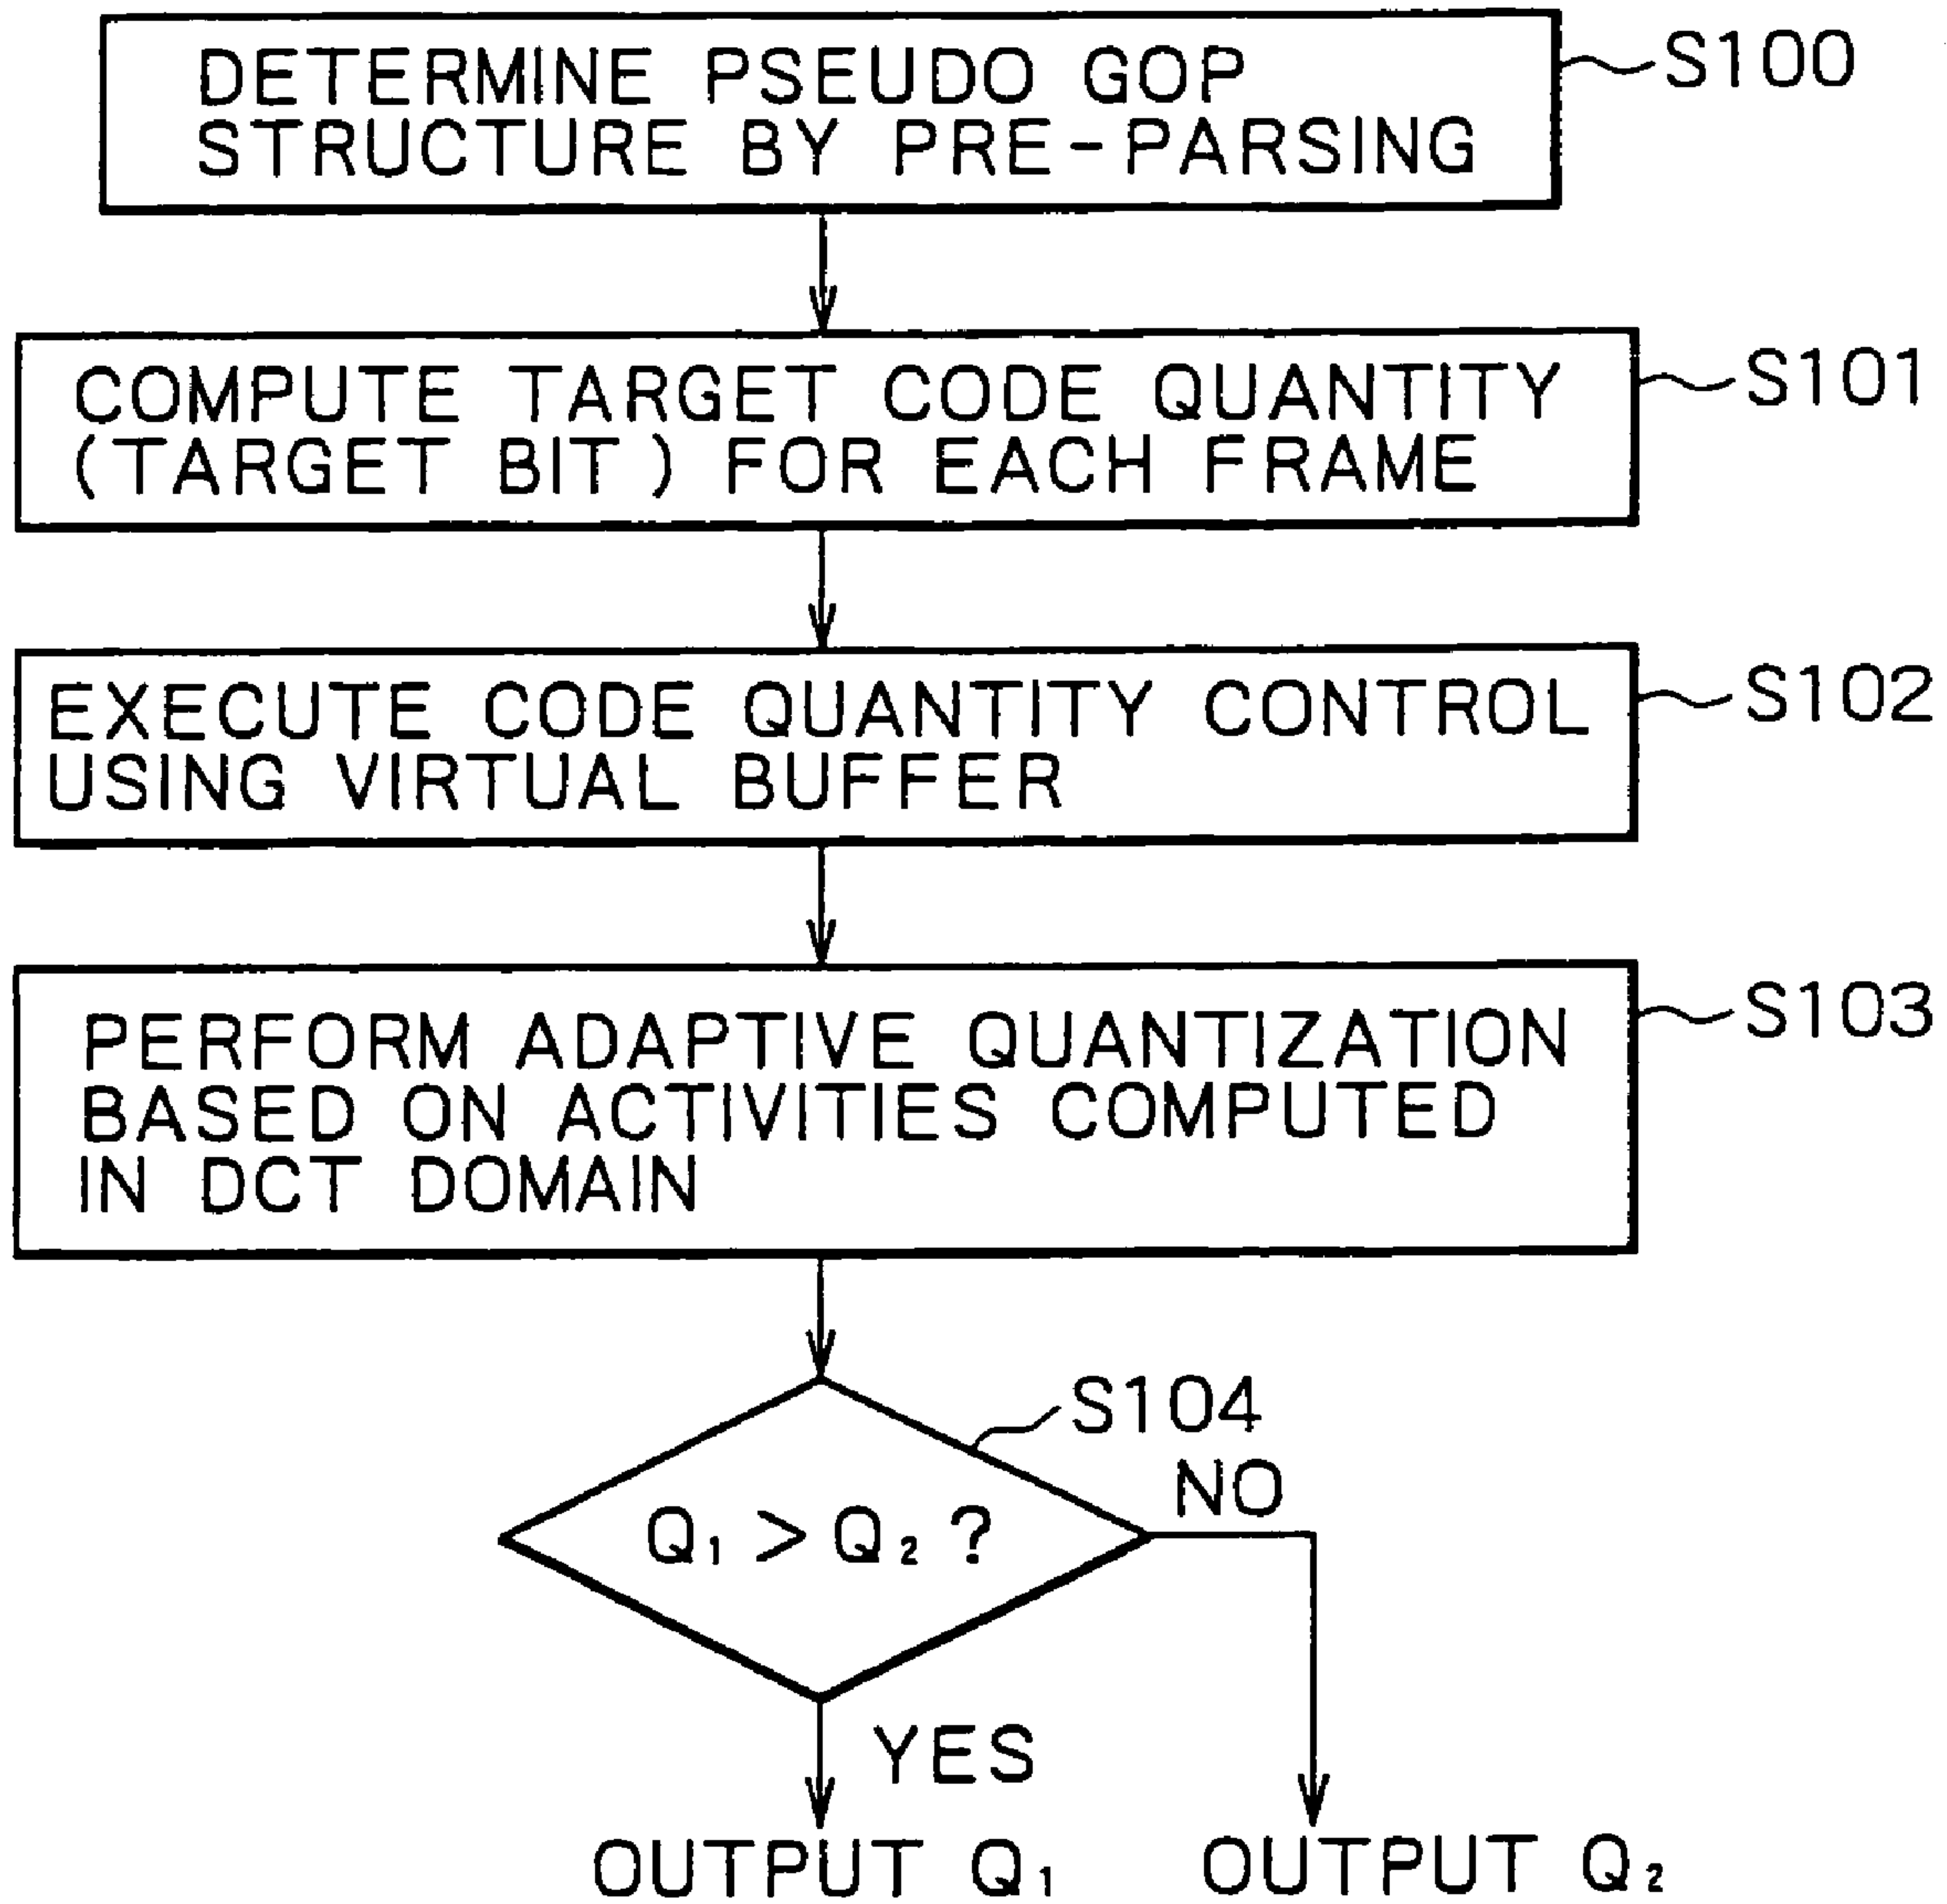 DETERMINE PSEUDO GOP
STRUCTURE BY PRE-PARSING
S100
COMPUTE TARGET CODE QUANTITY
(TARGET BIT) FOR EACH FRAME
S101
EXECUTE CODE QUANTITY CONTROL
USING VIRTUAL BUFFER
S102
PERFORM ADAPTIVE QUANTIZATION
BASED ON ACTIVITIES COMPUTED
IN DCT DOMAIN
S103
S104
Q₁ > Q₂ ?
NO
YES
OUTPUT Q₁
OUTPUT Q₂